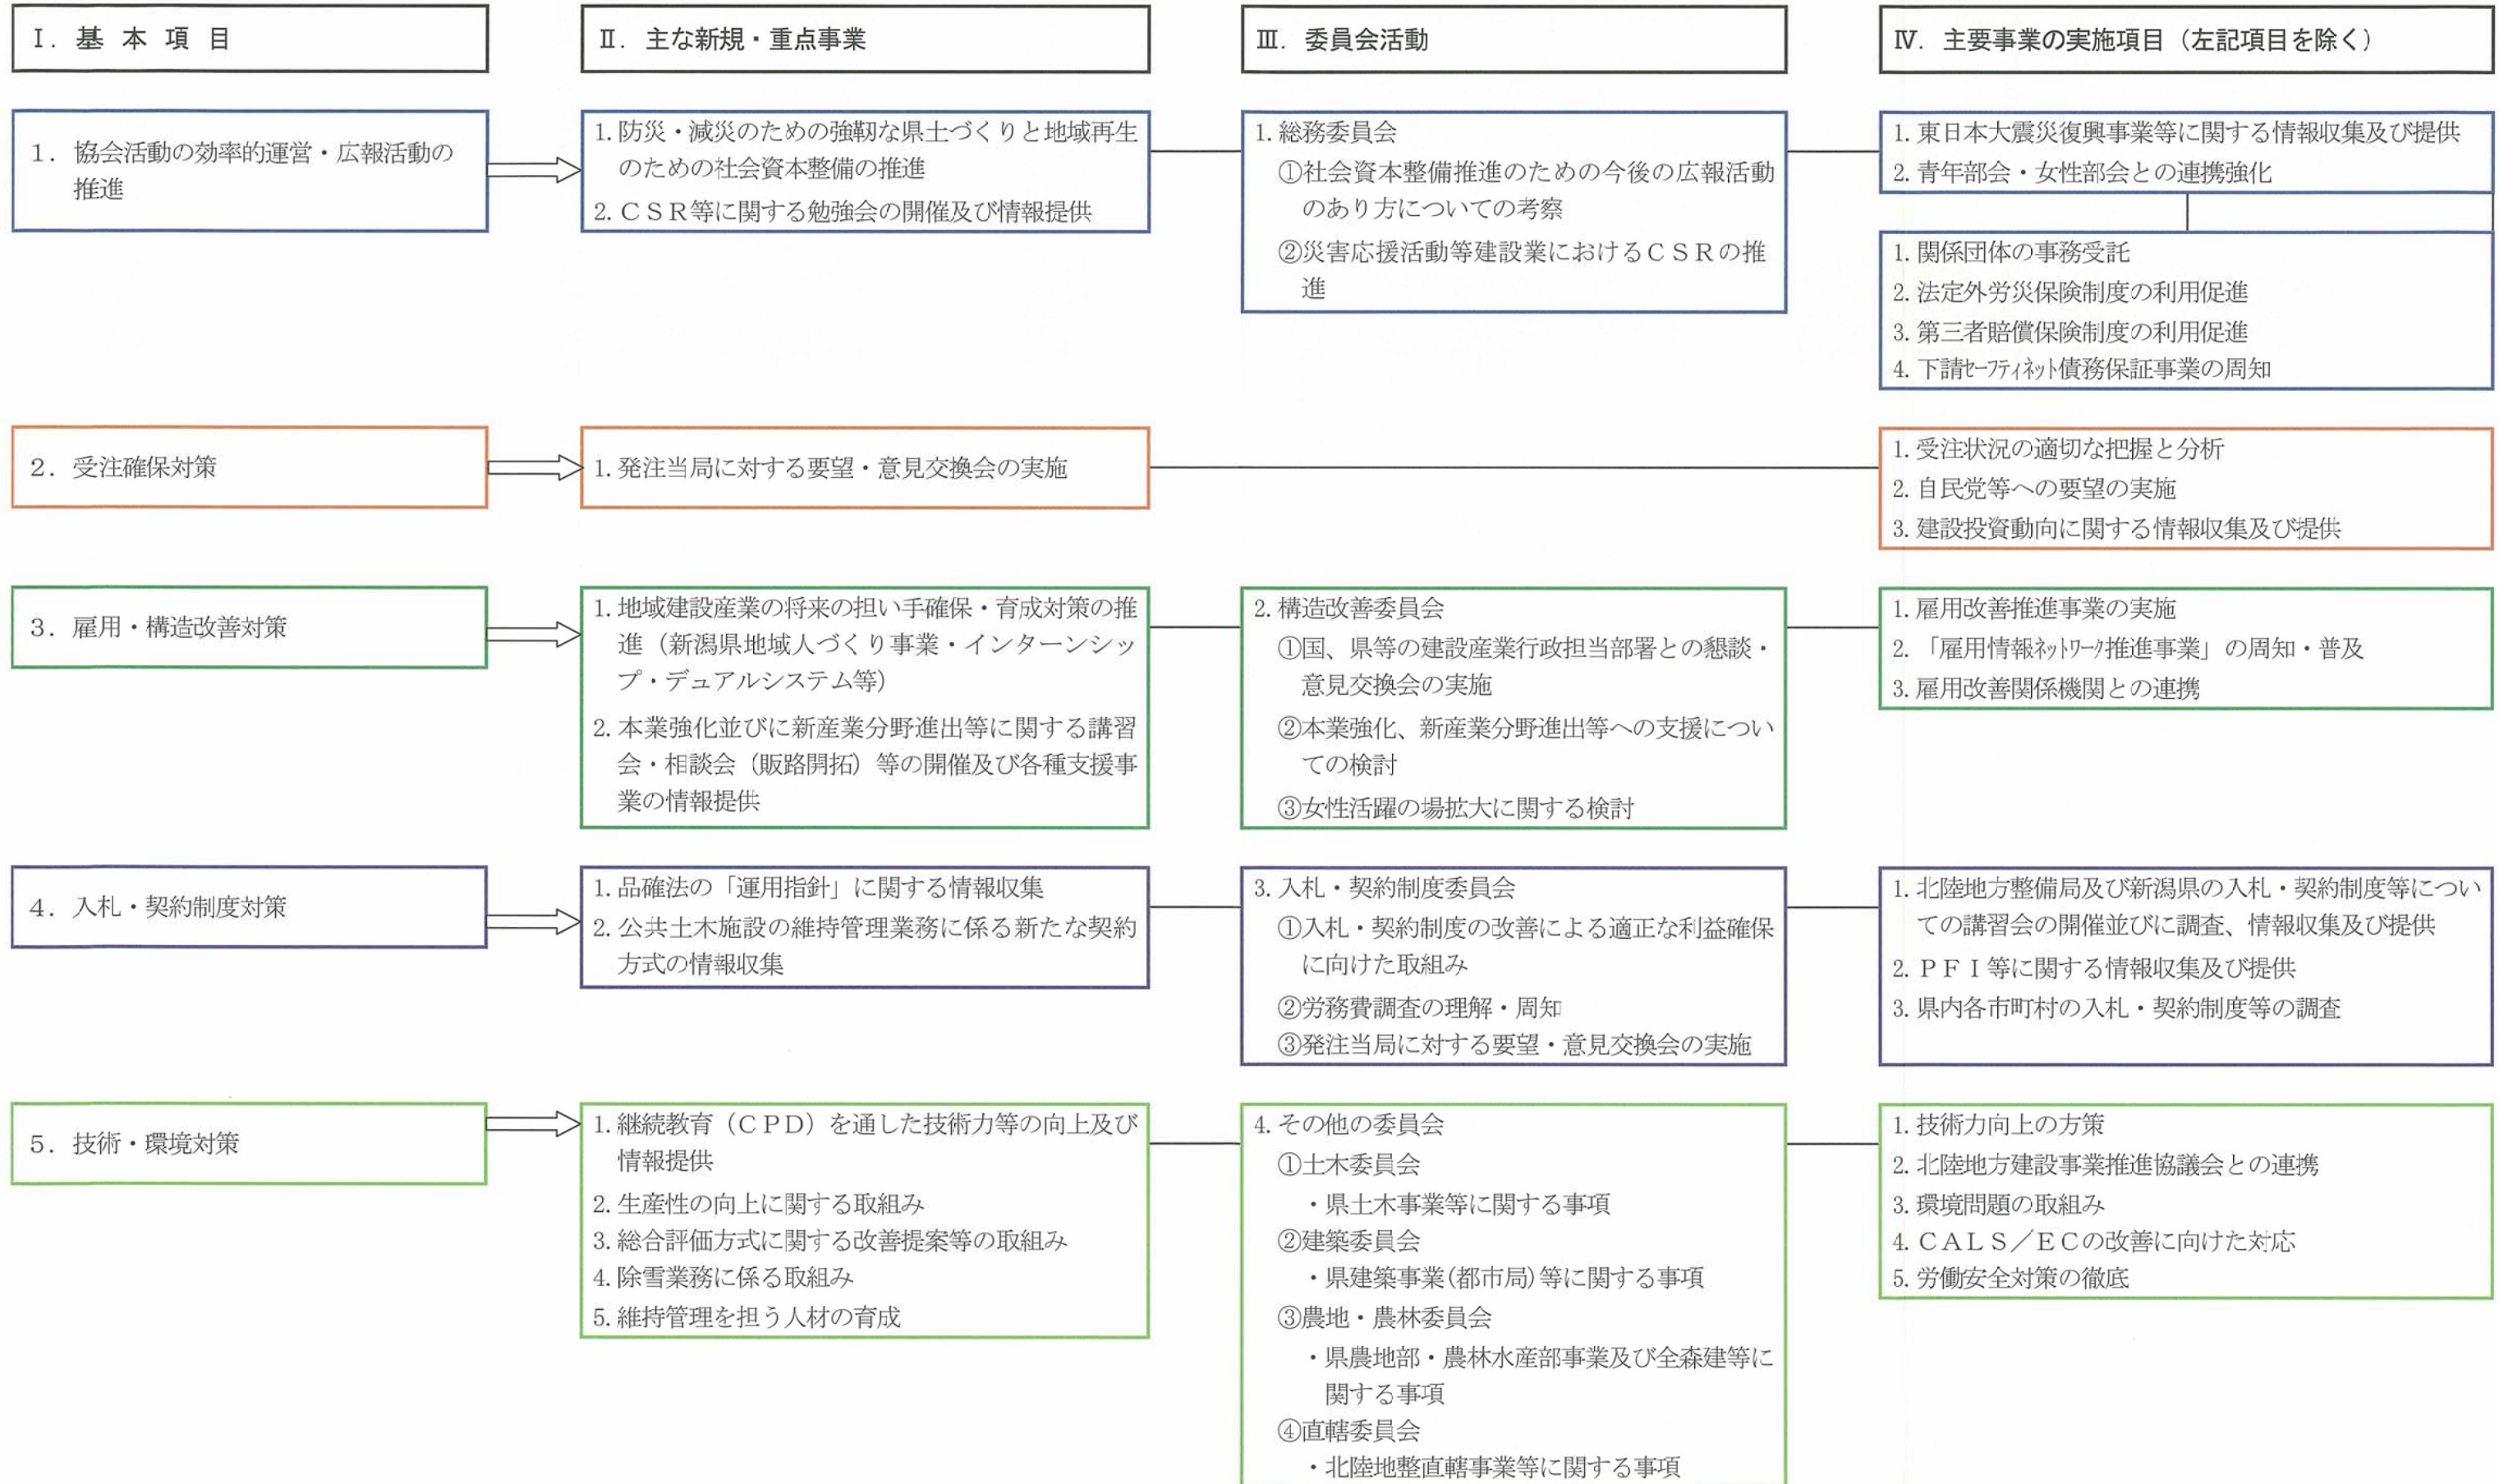 Ⅰ．基 本 項 目
Ⅱ．主な新規・重点事業
Ⅲ．委員会活動
Ⅳ．主要事業の実施項目（左記項目を除く）
１．協会活動の効率的運営・広報活動の
推進
1. 防災・減災のための強靭な県土づくりと地域再生
のための社会資本整備の推進
2. ＣＳＲ等に関する勉強会の開催及び情報提供
1. 総務委員会
①社会資本整備推進のための今後の広報活動
のあり方についての考察
②災害応援活動等建設業におけるＣＳＲの推
進
1. 東日本大震災復興事業等に関する情報収集及び提供
2. 青年部会・女性部会との連携強化
1. 関係団体の事務受託
2. 法定外労災保険制度の利用促進
3. 第三者賠償保険制度の利用促進
4. 下請ｾｰﾌﾃｨﾈｯﾄ債務保証事業の周知
２．受注確保対策
1. 発注当局に対する要望・意見交換会の実施
1. 受注状況の適切な把握と分析
2. 自民党等への要望の実施
3. 建設投資動向に関する情報収集及び提供
３．雇用・構造改善対策
1. 地域建設産業の将来の担い手確保・育成対策の推
進（新潟県地域人づくり事業・インターンシッ
プ・デュアルシステム等）
2. 本業強化並びに新産業分野進出等に関する講習
会・相談会（販路開拓）等の開催及び各種支援事
業の情報提供
2. 構造改善委員会
①国、県等の建設産業行政担当部署との懇談・
意見交換会の実施
②本業強化、新産業分野進出等への支援につい
ての検討
③女性活躍の場拡大に関する検討
1. 雇用改善推進事業の実施
2. 「雇用情報ﾈｯﾄﾜｰｸ推進事業」の周知・普及
3. 雇用改善関係機関との連携
４．入札・契約制度対策
1. 品確法の「運用指針」に関する情報収集
2. 公共土木施設の維持管理業務に係る新たな契約
方式の情報収集
3. 入札・契約制度委員会
①入札・契約制度の改善による適正な利益確保
に向けた取組み
②労務費調査の理解・周知
③発注当局に対する要望・意見交換会の実施
1. 北陸地方整備局及び新潟県の入札・契約制度等につい
ての講習会の開催並びに調査、情報収集及び提供
2. ＰＦＩ等に関する情報収集及び提供
3. 県内各市町村の入札・契約制度等の調査
５．技術・環境対策
1. 継続教育（ＣＰＤ）を通した技術力等の向上及び
情報提供
2. 生産性の向上に関する取組み
3. 総合評価方式に関する改善提案等の取組み
4. 除雪業務に係る取組み
5. 維持管理を担う人材の育成
4. その他の委員会
①土木委員会
・県土木事業等に関する事項
②建築委員会
・県建築事業(都市局)等に関する事項
③農地・農林委員会
・県農地部・農林水産部事業及び全森建等に
関する事項
④直轄委員会
・北陸地整直轄事業等に関する事項
1. 技術力向上の方策
2. 北陸地方建設事業推進協議会との連携
3. 環境問題の取組み
4. ＣＡＬＳ／ＥＣの改善に向けた対応
5. 労働安全対策の徹底